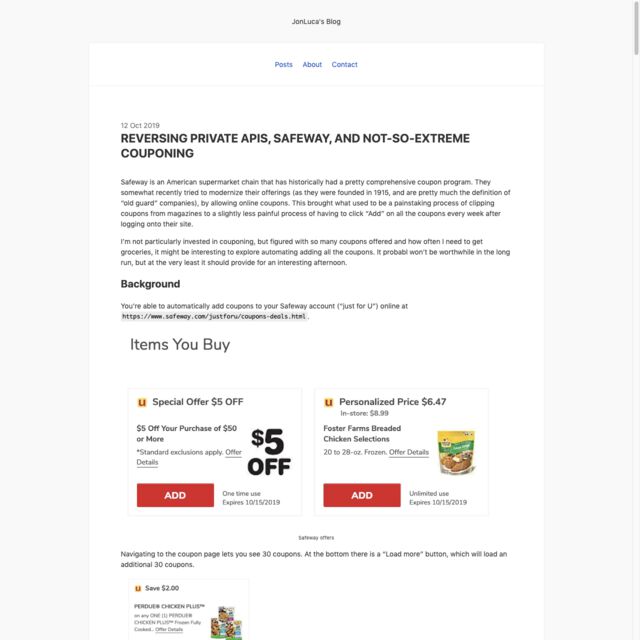 JonLuca's Blog
Posts About Contact
12 Oct 2019
REVERSING PRIVATE APIS, SAFEWAY, AND NOT-SO-EXTREME
COUPONING
Safeway is an American supermarket chain that has historically had a pretty comprehensive coupon program. They
somewhat recently tried to modernize their offerings (as they were founded in 1915, and are pretty much the definition of
"old guard" companies), by allowing online coupons. This brought what used to be a painstaking process of clipping
coupons from magazines to a slightly less painful process of having to click "Add" on all the coupons every week after
logging onto their site.
I'm not particularly invested in couponing, but figured with so many coupons offered and how often I need to get
groceries, it might be interesting to explore automating adding all the coupons. It probabl won't be worthwhile in the long
run, but at the very least it should provide for an interesting afternoon.
Background
You're able to automatically add coupons to your Safeway account ("just for U") online at
https://www.safeway.com/justforu/coupons-deals.html.
Items You Buy
u Special Offer $5 OFF
$5 Off Your Purchase of $50
or More
*Standard exclusions apply. Offer
Details
$5
OFF
ADD
One time use
Expires 10/15/2019
u Personalized Price $6.47
In-store: $8.99
Foster Farms Breaded
Chicken Selections
20 to 28-oz. Frozen. Offer Details
ADD
Unlimited use
Expires 10/15/2019
Safeway offers
Navigating to the coupon page lets you see 30 coupons. At the bottom there is a "Load more" button, which will load an
additional 30 coupons.
u Save $2.00
PERDUE® CHICKEN PLUS™
on any ONE (1) PERDUE®
CHICKEN PLUS™ Frozen Fully
Cooked... Offer Details